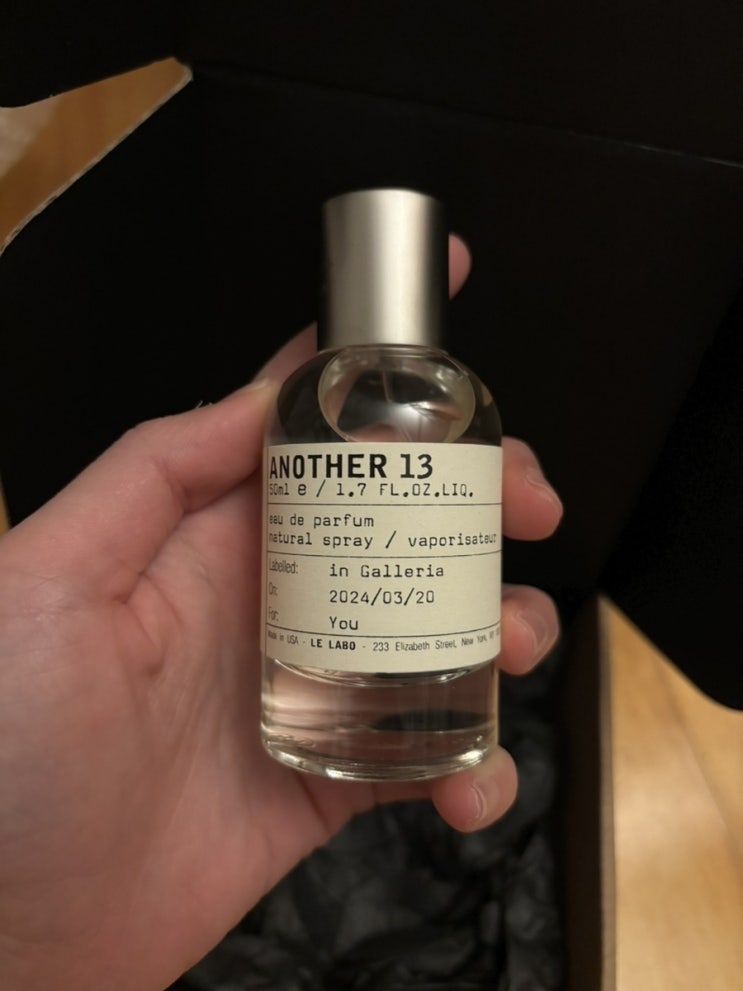 ANOTHER 13
50ml e / 1.7 FL.OZ.LIQ.
eau de parfum
natural spray / vaporisateur
Labelled: in Galleria
On: 2024/03/20
For: You
Made in USA - LE LABO - 233 Elizabeth Street, New York, NY